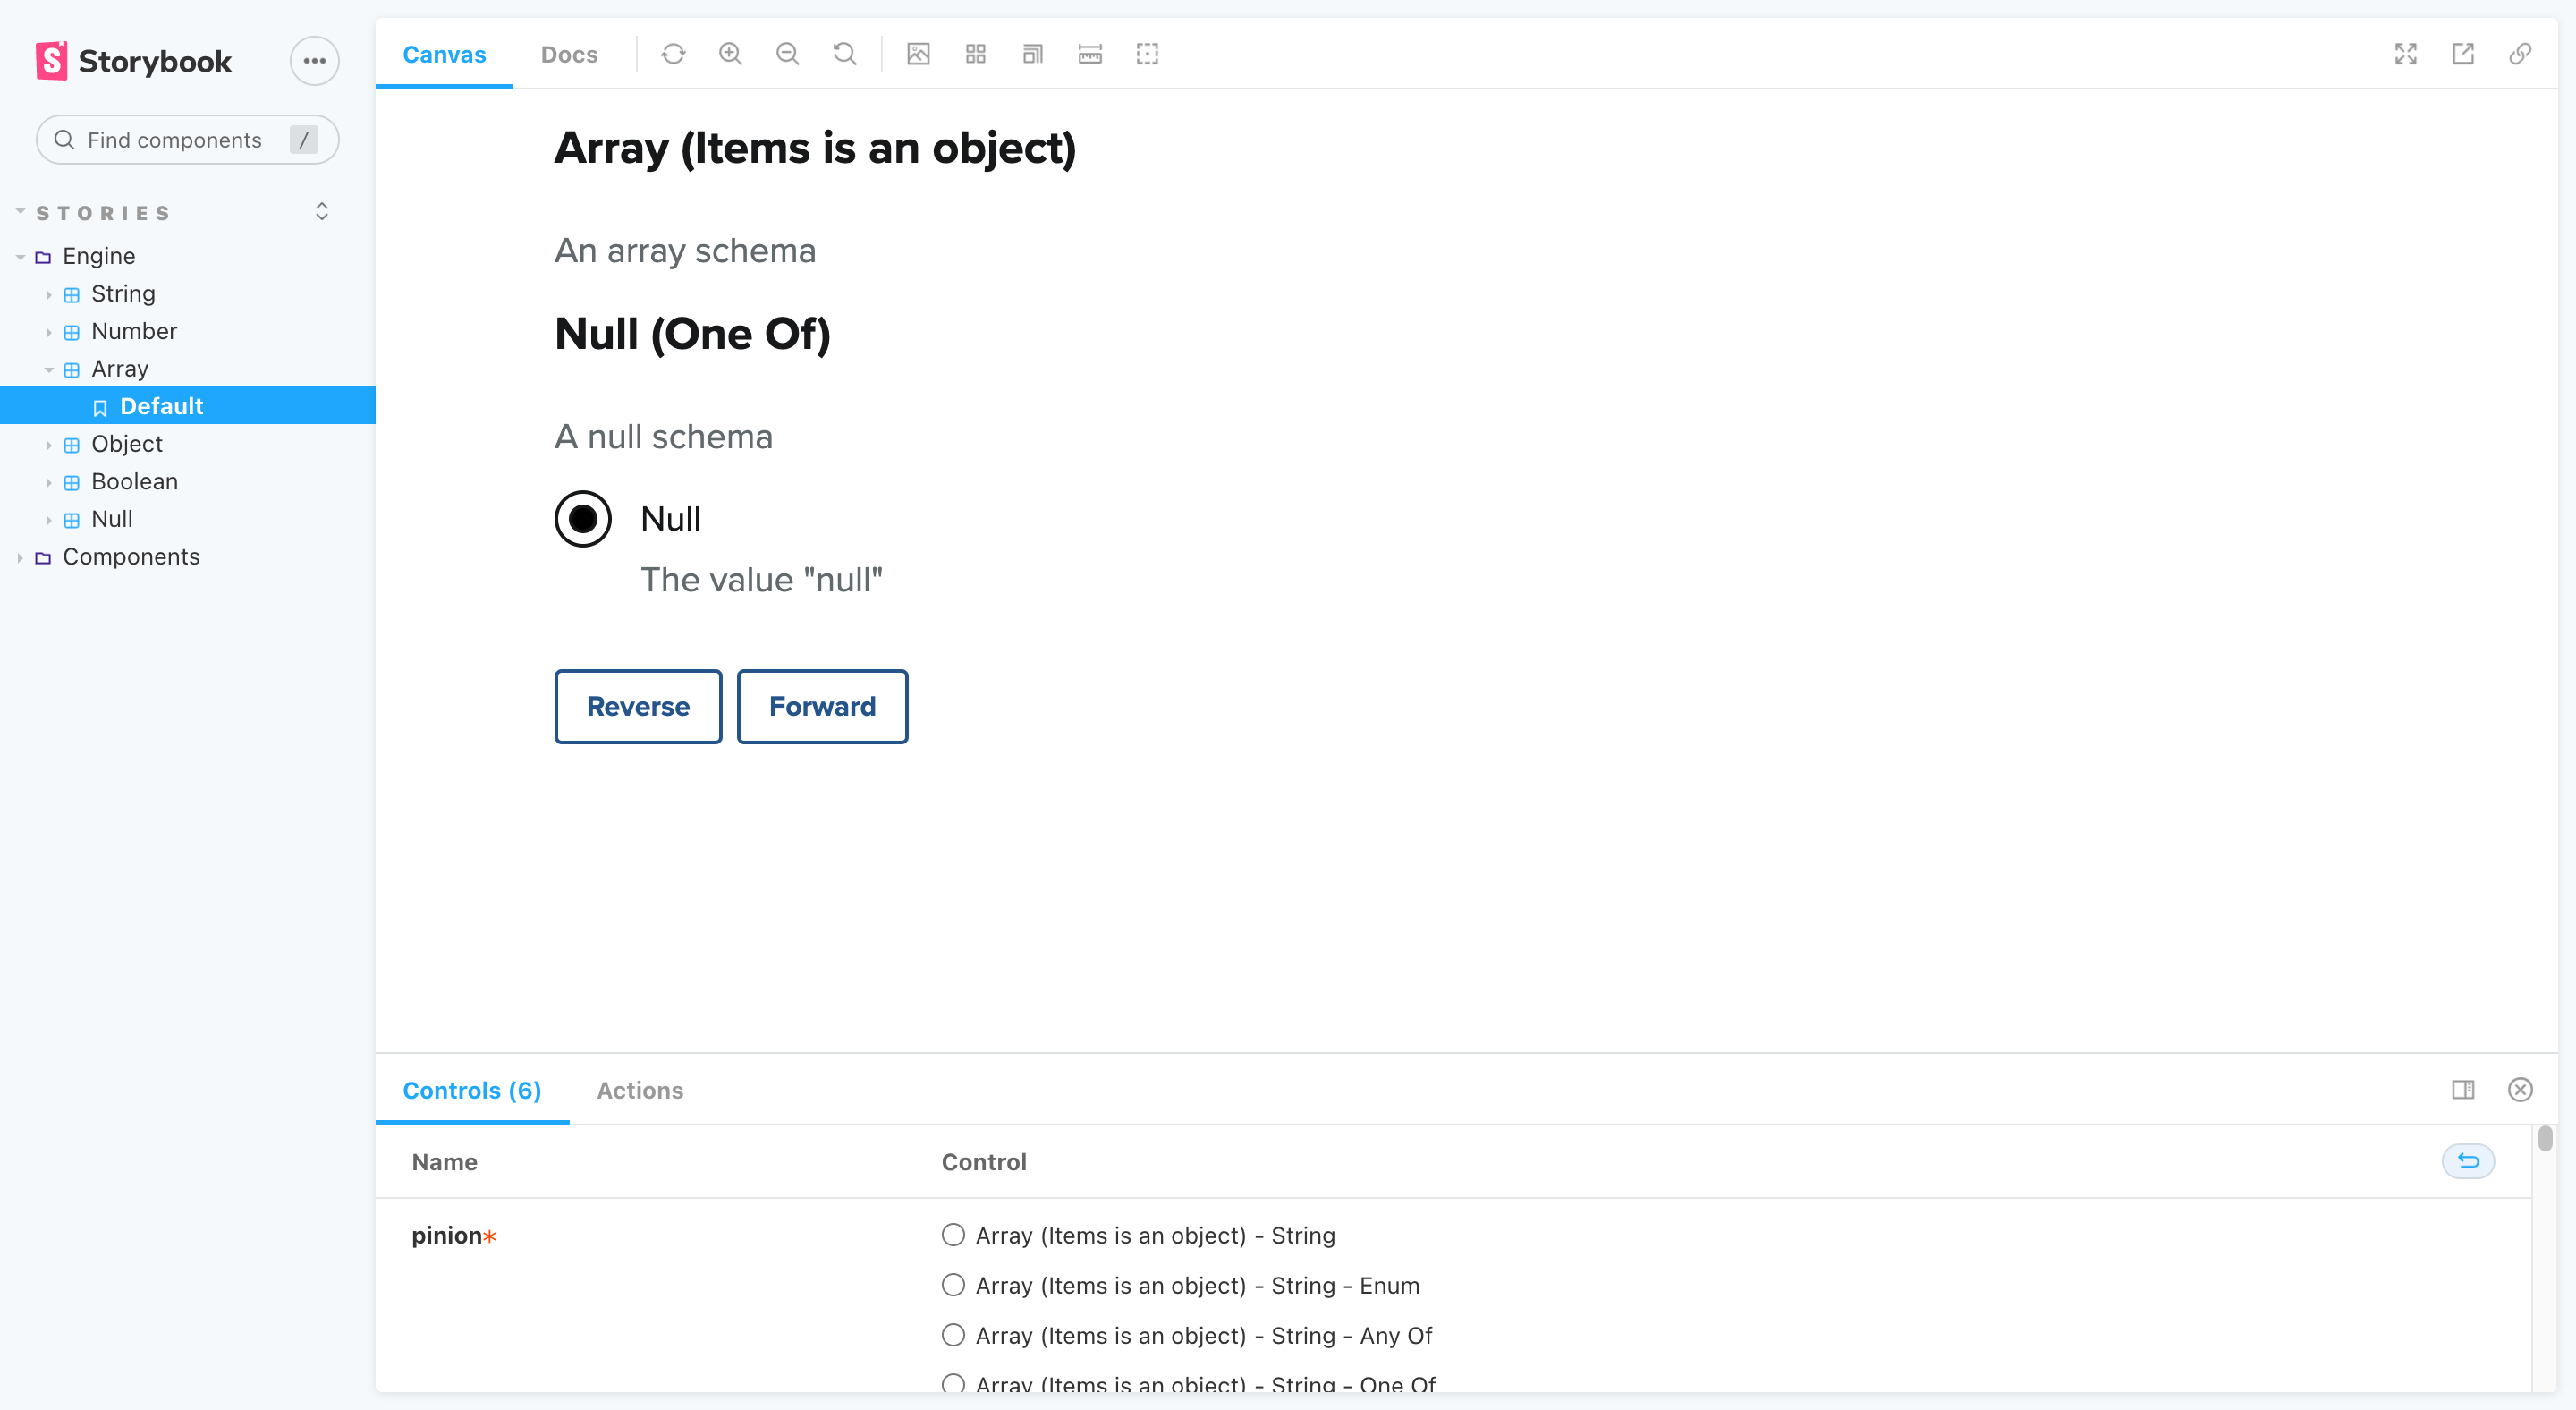 Storybook
Find components /
STORIES
Engine
String
Number
Array
Default
Object
Boolean
Null
Components
Canvas Docs
Array (Items is an object)
An array schema
Null (One Of)
A null schema
Null
The value "null"
Reverse Forward
Controls (6) Actions
Name Control
pinion* Array (Items is an object) - String
Array (Items is an object) - String - Enum
Array (Items is an object) - String - Any Of
Array (Items is an object) - String - One Of